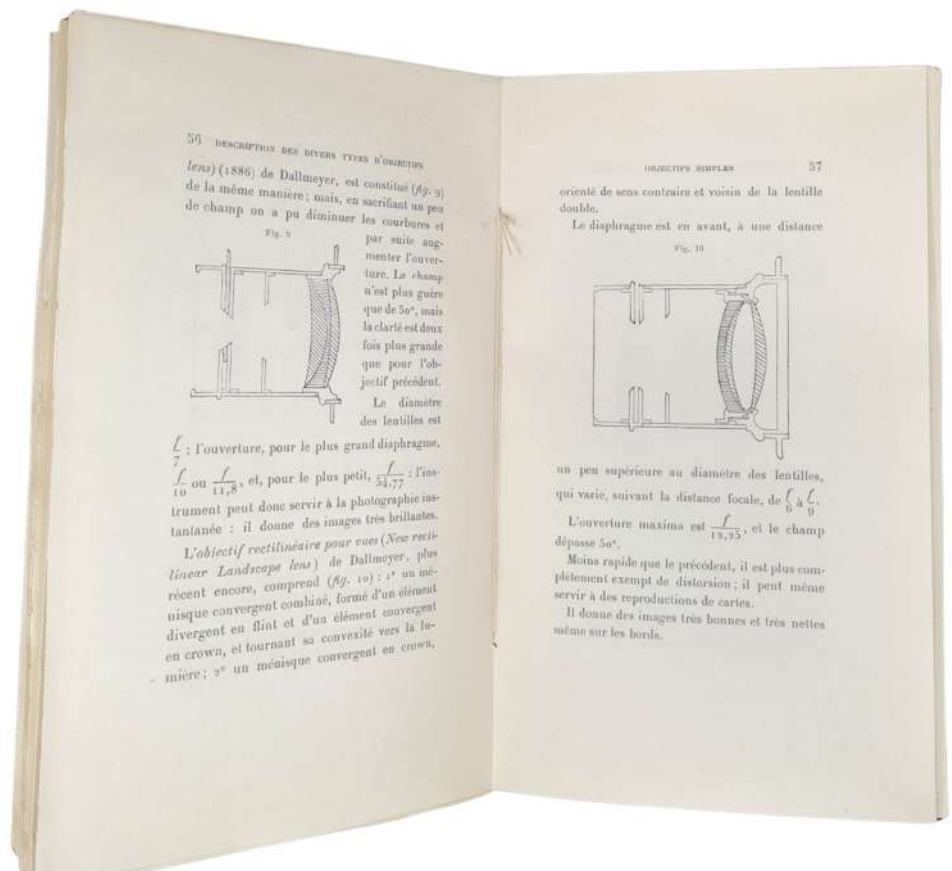 56 DESCRIPTION DES DIVERS TYPES D'OBJECTIFS
lens) (1886) de Dallmeyer, est constitué (fig. 9)
de la même manière; mais, en sacrifiant un peu
de champ on a pu diminuer les courbures et
Fig. 9
par suite aug-
menter l'ouver-
ture. Le champ
n'est plus guère
que de 50°, mais
la clarté est deux
fois plus grande
que pour l'ob-
jectif précédent.
Le diamètre
des lentilles est
f/7 : l'ouverture, pour le plus grand diaphragme,
f/10 ou f/11,8, et, pour le plus petit, f/54,77 : l'ins-
trument peut donc servir à la photographie ins-
tantanée : il donne des images très brillantes.
L'objectif rectilinéaire pour vues (New recti-
linear Landscape lens) de Dallmeyer, plus
récent encore, comprend (fig. 10) : 1° un mé-
nisque convergent combiné, formé d'un élément
divergent en flint et d'un élément convergent
en crown, et tournant sa convexité vers la lu-
mière; 2° un ménisque convergent en crown,
OBJECTIFS SIMPLES 57
orienté de sens contraire et voisin de la lentille
double.
Le diaphragme est en avant, à une distance
Fig. 10
un peu supérieure au diamètre des lentilles,
qui varie, suivant la distance focale, de f/6 à f/9.
L'ouverture maxima est f/12,25, et le champ
dépasse 50°.
Moins rapide que le précédent, il est plus com-
plètement exempt de distorsion; il peut même
servir à des reproductions de cartes.
Il donne des images très bonnes et très nettes
même sur les bords.